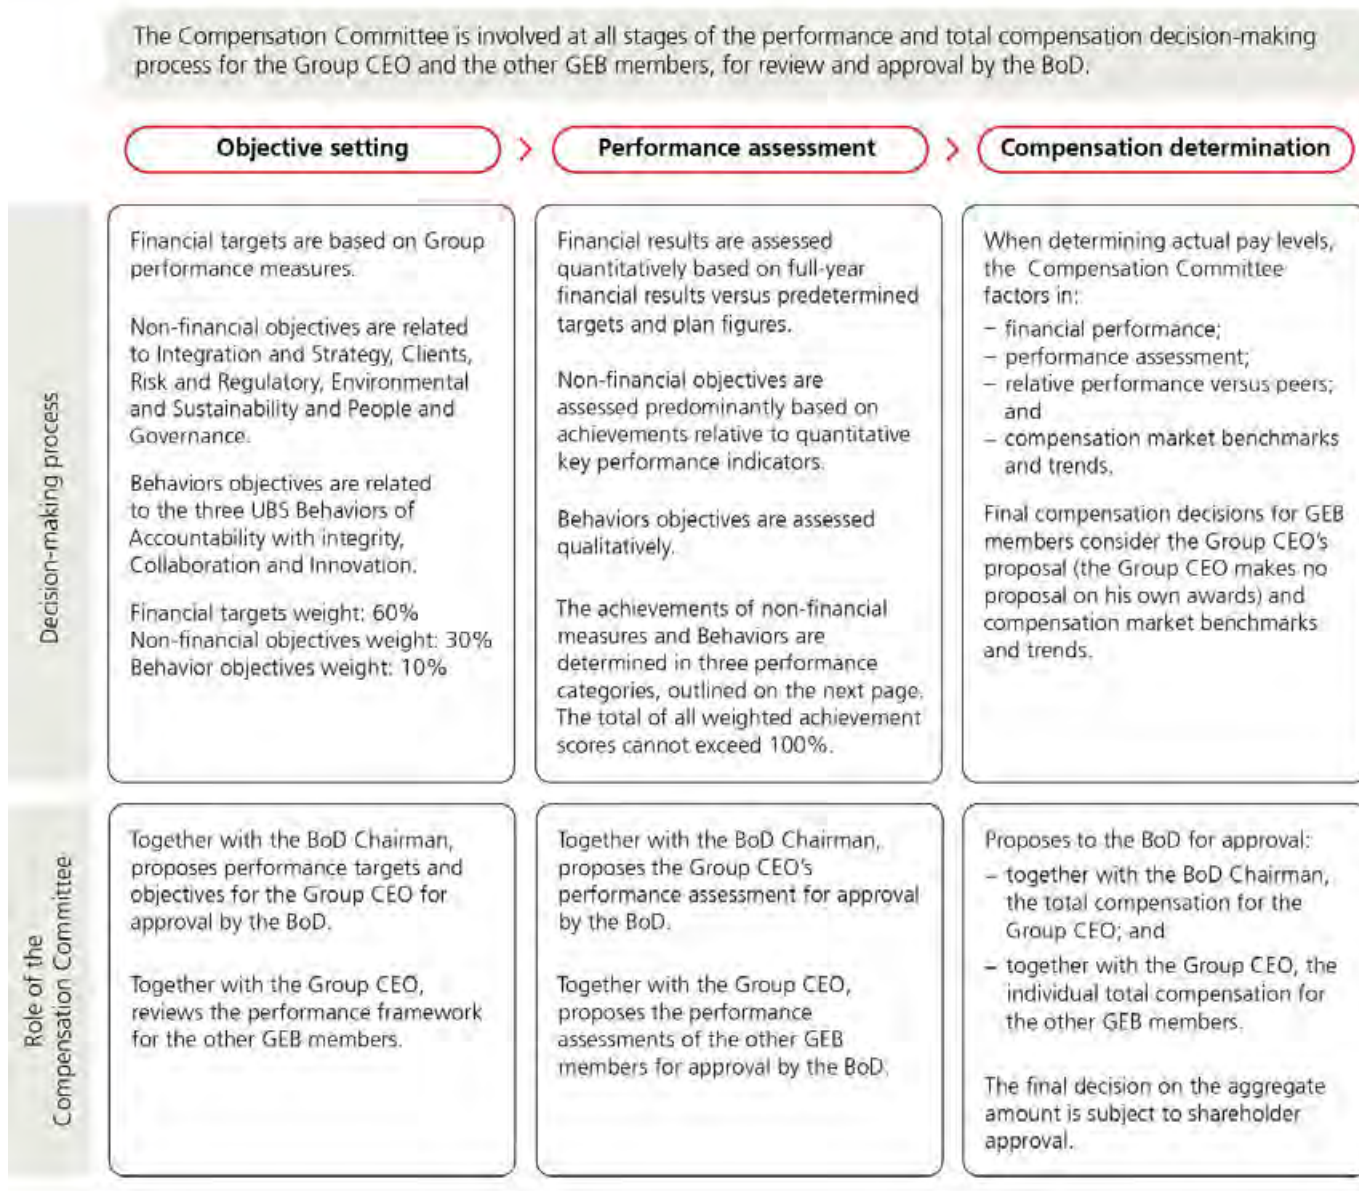 The Compensation Committee is involved at all stages of the performance and total compensation decision-making
process for the Group CEO and the other GEB members, for review and approval by the BoD.
Objective setting
>
Performance assessment
>
Compensation determination
Decision-making process
Financial targets are based on Group
performance measures.
Non-financial objectives are related
to Integration and Strategy, Clients,
Risk and Regulatory, Environmental
and Sustainability and People and
Governance.
Behaviors objectives are related
to the three UBS Behaviors of
Accountability with integrity,
Collaboration and Innovation.
Financial targets weight: 60%
Non-financial objectives weight: 30%
Behavior objectives weight: 10%
Financial results are assessed
quantitatively based on full-year
financial results versus predetermined
targets and plan figures.
Non-financial objectives are
assessed predominantly based on
achievements relative to quantitative
key performance indicators.
Behaviors objectives are assessed
qualitatively.
The achievements of non-financial
measures and Behaviors are
determined in three performance
categories, outlined on the next page.
The total of all weighted achievement
scores cannot exceed 100%.
When determining actual pay levels,
the Compensation Committee
factors in:
– financial performance;
– performance assessment;
– relative performance versus peers;
and
– compensation market benchmarks
and trends.
Final compensation decisions for GEB
members consider the Group CEO's
proposal (the Group CEO makes no
proposal on his own awards) and
compensation market benchmarks
and trends.
Role of the
Compensation Committee
Together with the BoD Chairman,
proposes performance targets and
objectives for the Group CEO for
approval by the BoD.
Together with the Group CEO,
reviews the performance framework
for the other GEB members.
Together with the BoD Chairman,
proposes the Group CEO's
performance assessment for approval
by the BoD.
Together with the Group CEO,
proposes the performance
assessments of the other GEB
members for approval by the BoD.
Proposes to the BoD for approval:
– together with the BoD Chairman,
the total compensation for the
Group CEO; and
– together with the Group CEO, the
individual total compensation for
the other GEB members.
The final decision on the aggregate
amount is subject to shareholder
approval.